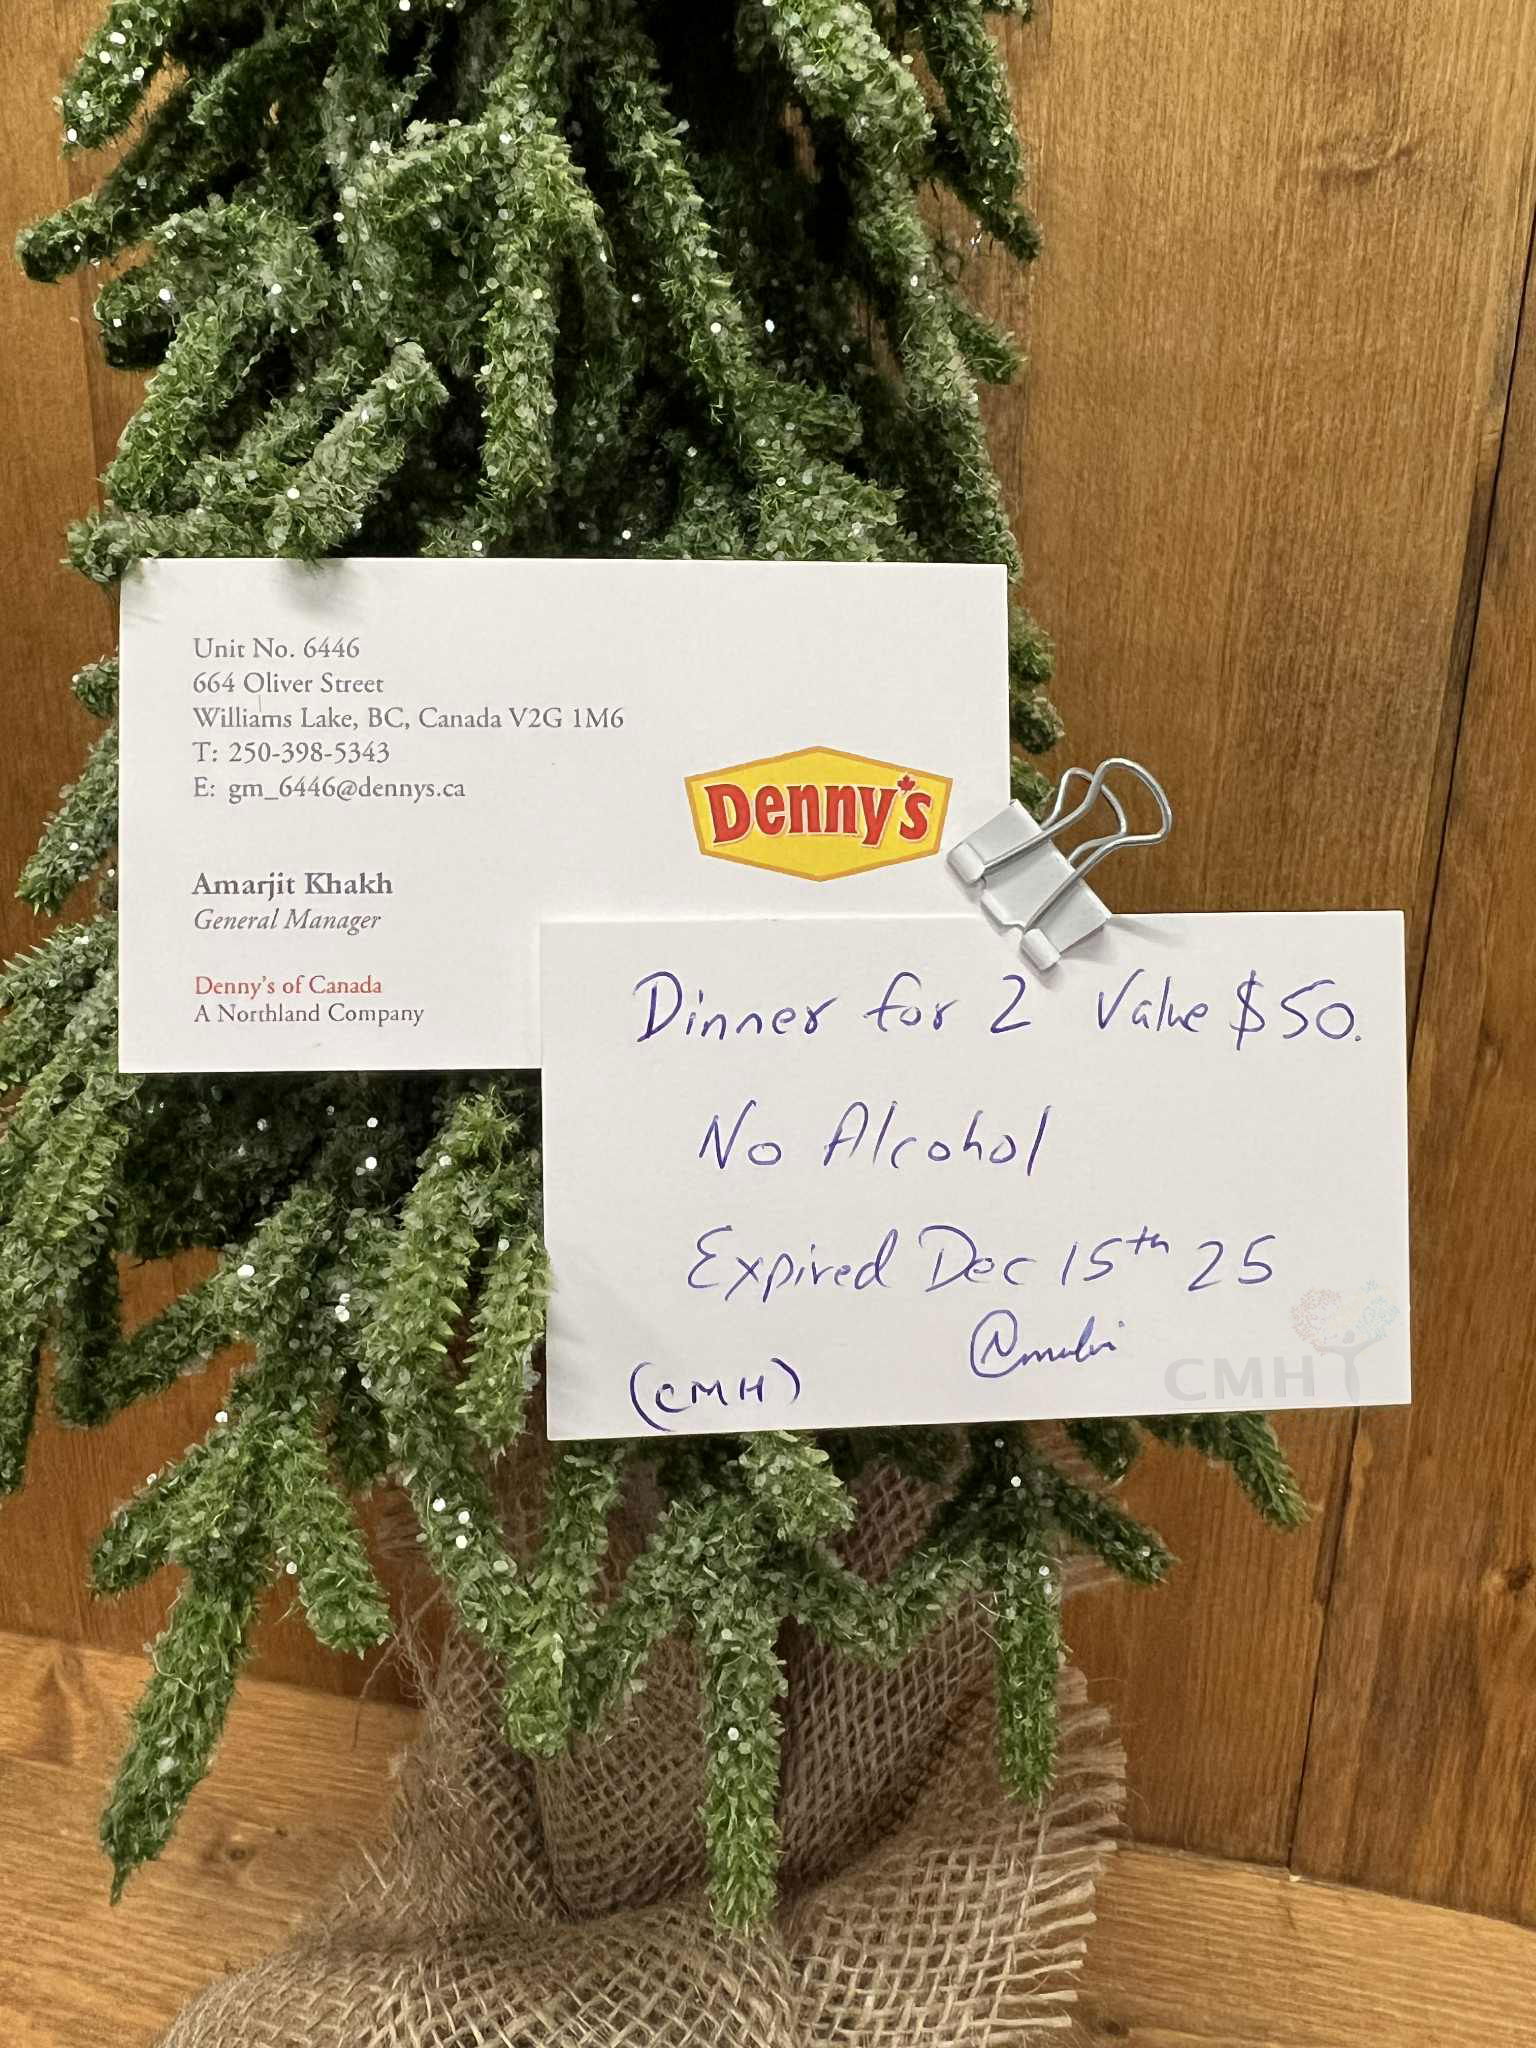 Unit No. 6446
664 Oliver Street
Williams Lake, BC, Canada V2G 1M6
T: 250-398-5343
E: gm_6446@dennys.ca
Denny's
Amarjit Khakh
General Manager
Denny's of Canada
A Northland Company
Dinner for 2 Value $50.
No Alcohol
Expired Dec 15th 25
(CMH)
CMH